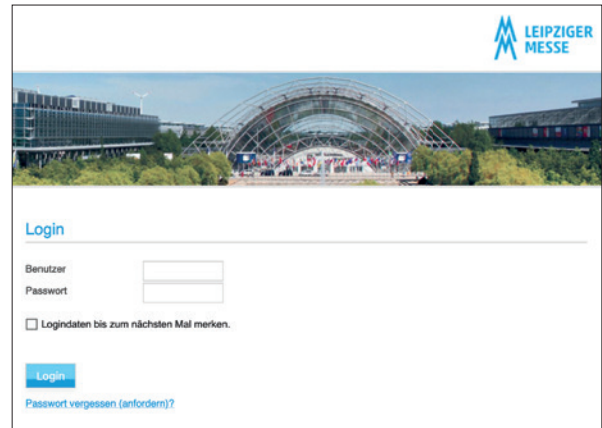 LEIPZIGER
MESSE
Login
Benutzer
Passwort
Logindaten bis zum nächsten Mal merken.
Login
Passwort vergessen (anfordern)?